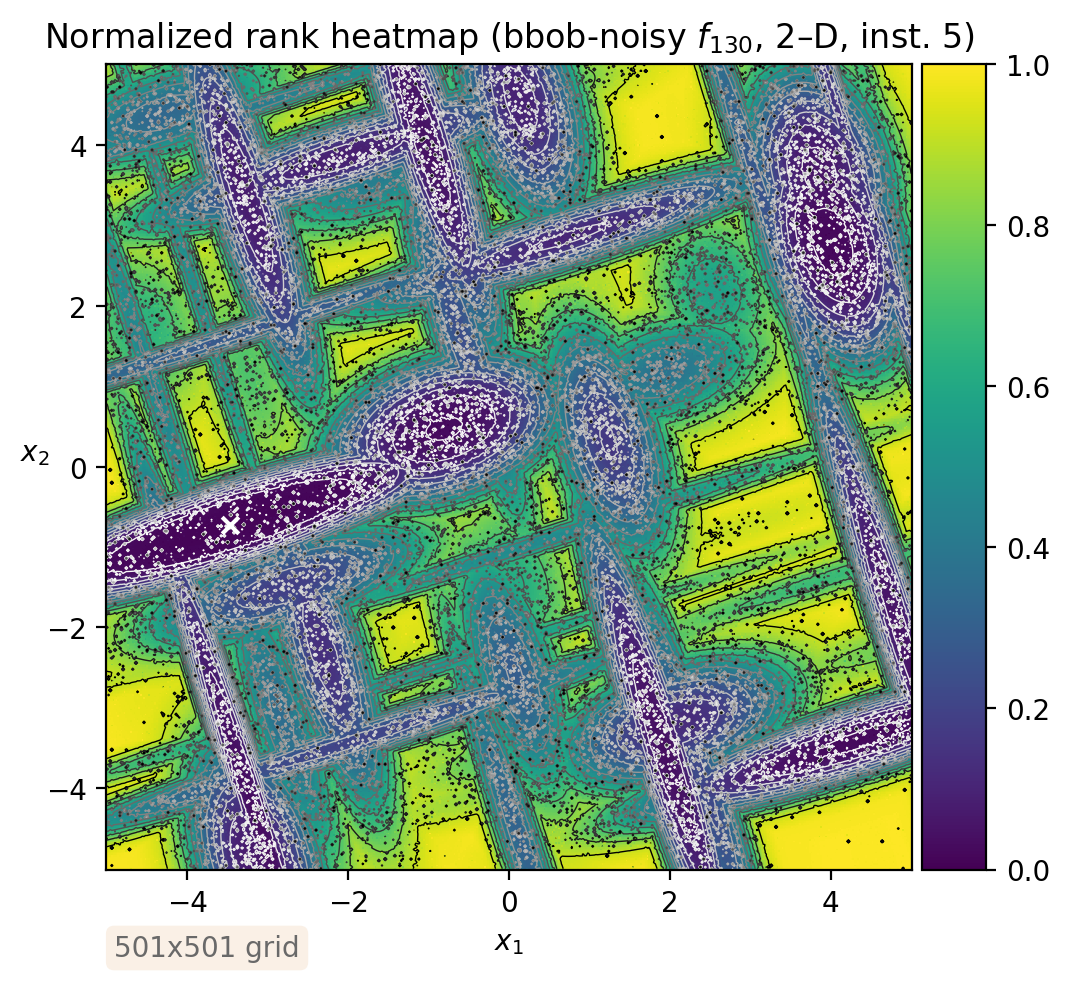 Normalized rank heatmap (bbob-noisy f₁₃₀, 2–D, inst. 5)
4
2
0
−2
−4
x₂
−4 −2 0 2 4
x₁
1.0
0.8
0.6
0.4
0.2
0.0
501x501 grid